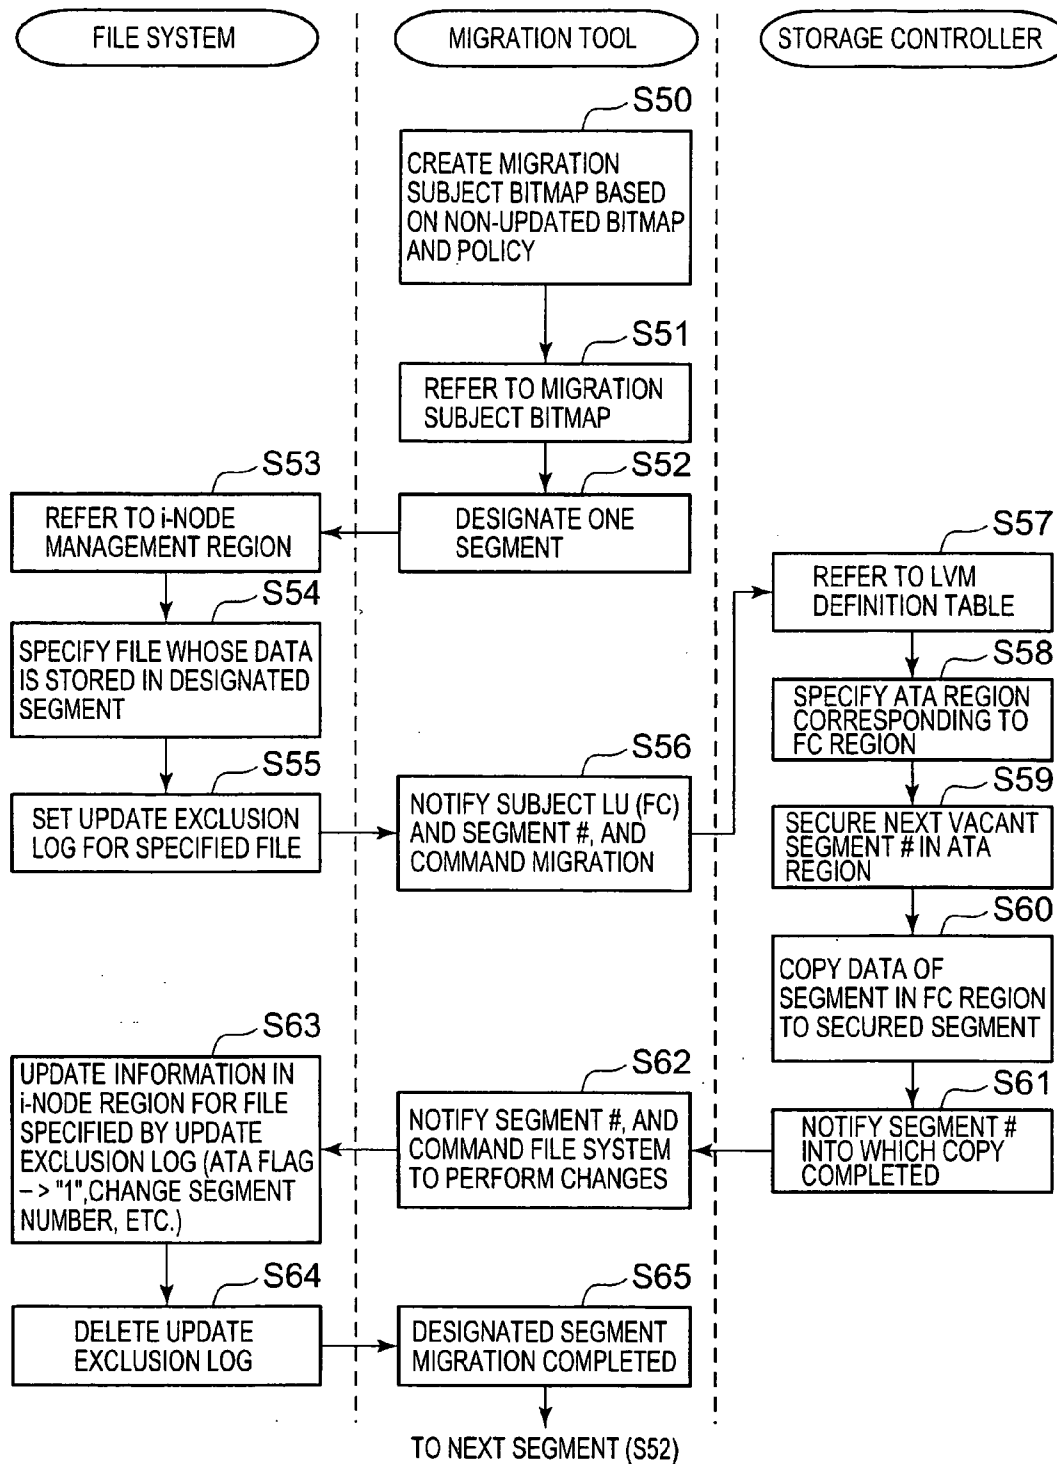 FILE SYSTEM
MIGRATION TOOL
STORAGE CONTROLLER
S50
CREATE MIGRATION
SUBJECT BITMAP BASED
ON NON-UPDATED BITMAP
AND POLICY
S51
REFER TO MIGRATION
SUBJECT BITMAP
S52
DESIGNATE ONE
SEGMENT
S53
REFER TO i-NODE
MANAGEMENT REGION
S54
SPECIFY FILE WHOSE DATA
IS STORED IN DESIGNATED
SEGMENT
S55
SET UPDATE EXCLUSION
LOG FOR SPECIFIED FILE
S56
NOTIFY SUBJECT LU (FC)
AND SEGMENT #, AND
COMMAND MIGRATION
S57
REFER TO LVM
DEFINITION TABLE
S58
SPECIFY ATA REGION
CORRESPONDING TO
FC REGION
S59
SECURE NEXT VACANT
SEGMENT # IN ATA
REGION
S60
COPY DATA OF
SEGMENT IN FC REGION
TO SECURED SEGMENT
S61
NOTIFY SEGMENT #
INTO WHICH COPY
COMPLETED
S62
NOTIFY SEGMENT #, AND
COMMAND FILE SYSTEM
TO PERFORM CHANGES
S63
UPDATE INFORMATION IN
i-NODE REGION FOR FILE
SPECIFIED BY UPDATE
EXCLUSION LOG (ATA FLAG
–> "1",CHANGE SEGMENT
NUMBER, ETC.)
S64
DELETE UPDATE
EXCLUSION LOG
S65
DESIGNATED SEGMENT
MIGRATION COMPLETED
TO NEXT SEGMENT (S52)